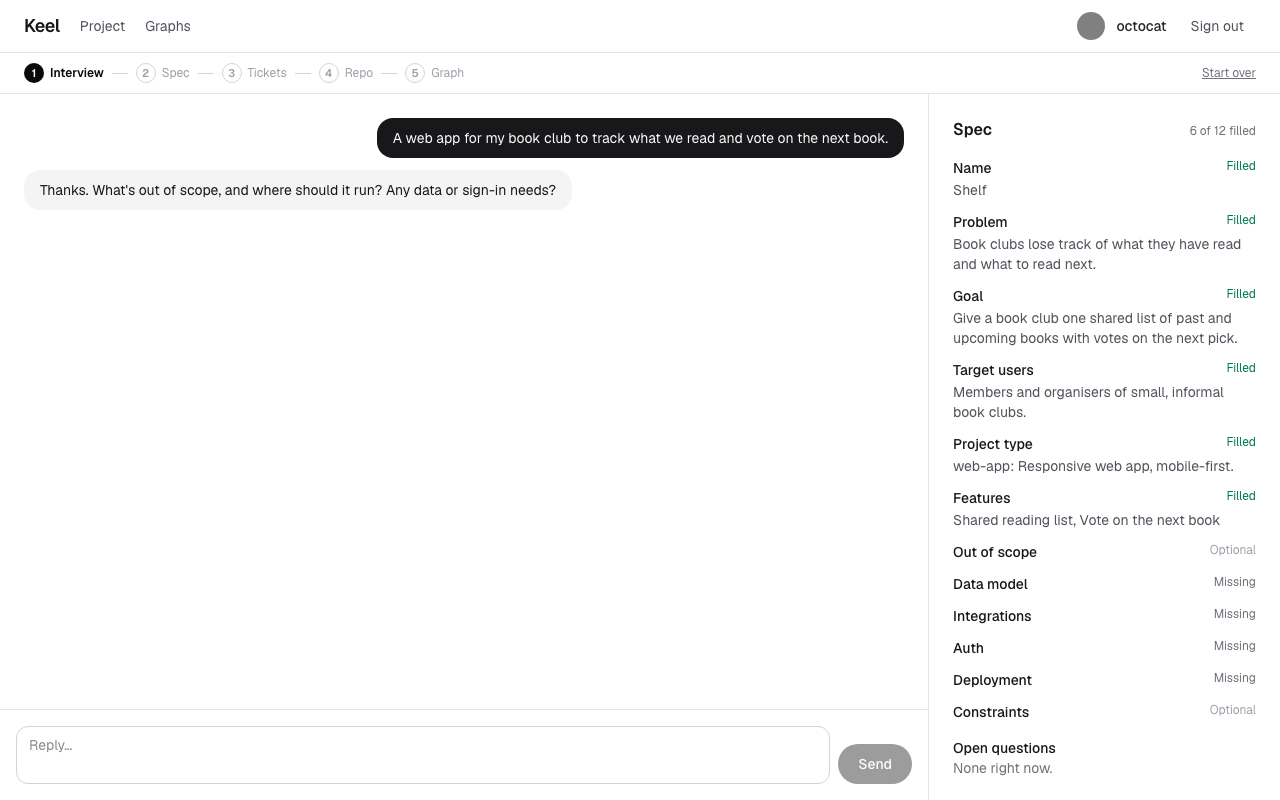 Keel Project Graphs octocat Sign out
1 Interview 2 Spec 3 Tickets 4 Repo 5 Graph Start over
A web app for my book club to track what we read and vote on the next book.
Thanks. What's out of scope, and where should it run? Any data or sign-in needs?
Reply…
Send
Spec 6 of 12 filled
Name Filled
Shelf
Problem Filled
Book clubs lose track of what they have read
and what to read next.
Goal Filled
Give a book club one shared list of past and
upcoming books with votes on the next pick.
Target users Filled
Members and organisers of small, informal
book clubs.
Project type Filled
web-app: Responsive web app, mobile-first.
Features Filled
Shared reading list, Vote on the next book
Out of scope Optional
Data model Missing
Integrations Missing
Auth Missing
Deployment Missing
Constraints Optional
Open questions
None right now.